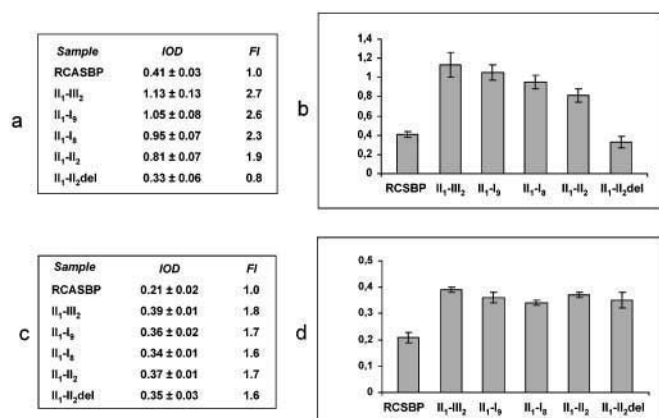 a
Sample IOD FI
RCASBP 0.41 ± 0.03 1.0
II₁-III₂ 1.13 ± 0.13 2.7
II₁-I₉ 1.05 ± 0.08 2.6
II₁-I₈ 0.95 ± 0.07 2.3
II₁-II₂ 0.81 ± 0.07 1.9
II₁-II₂del 0.33 ± 0.06 0.8
b
1,4
1,2
1
0,8
0,6
0,4
0,2
0
RCSBP II₁-III₂ II₁-I₉ II₁-I₈ II₁-II₂ II₁-II₂del
c
Sample IOD FI
RCASBP 0.21 ± 0.02 1.0
II₁-III₂ 0.39 ± 0.01 1.8
II₁-I₉ 0.36 ± 0.02 1.7
II₁-I₈ 0.34 ± 0.01 1.6
II₁-II₂ 0.37 ± 0.01 1.7
II₁-II₂del 0.35 ± 0.03 1.6
d
0,5
0,4
0,3
0,2
0,1
0
RCSBP II₁-III₂ II₁-I₉ II₁-I₈ II₁-II₂ II₁-II₂del